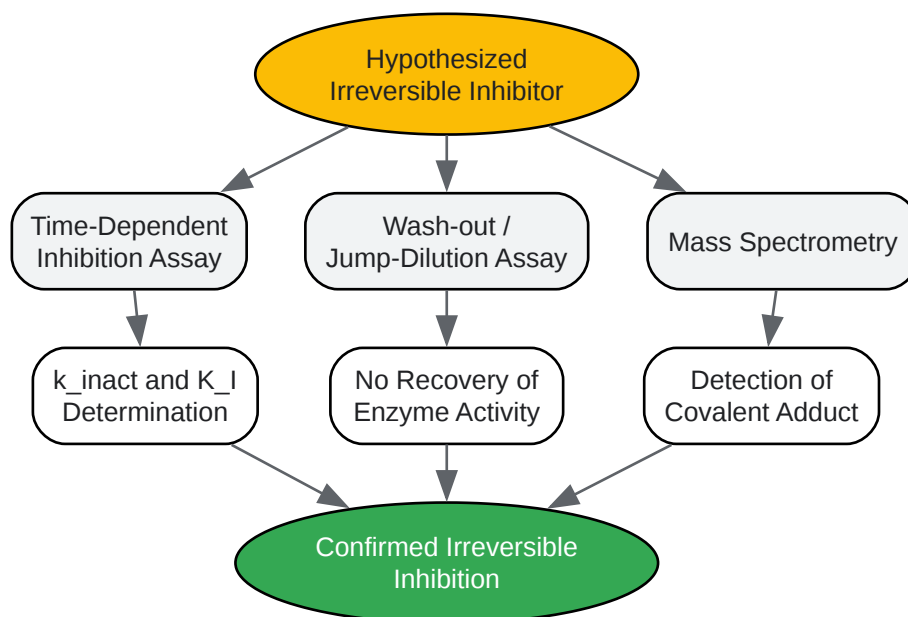 Hypothesized
Irreversible Inhibitor
Time-Dependent
Inhibition Assay
Wash-out /
Jump-Dilution Assay
Mass Spectrometry
k_inact and K_I
Determination
No Recovery of
Enzyme Activity
Detection of
Covalent Adduct
Confirmed Irreversible
Inhibition